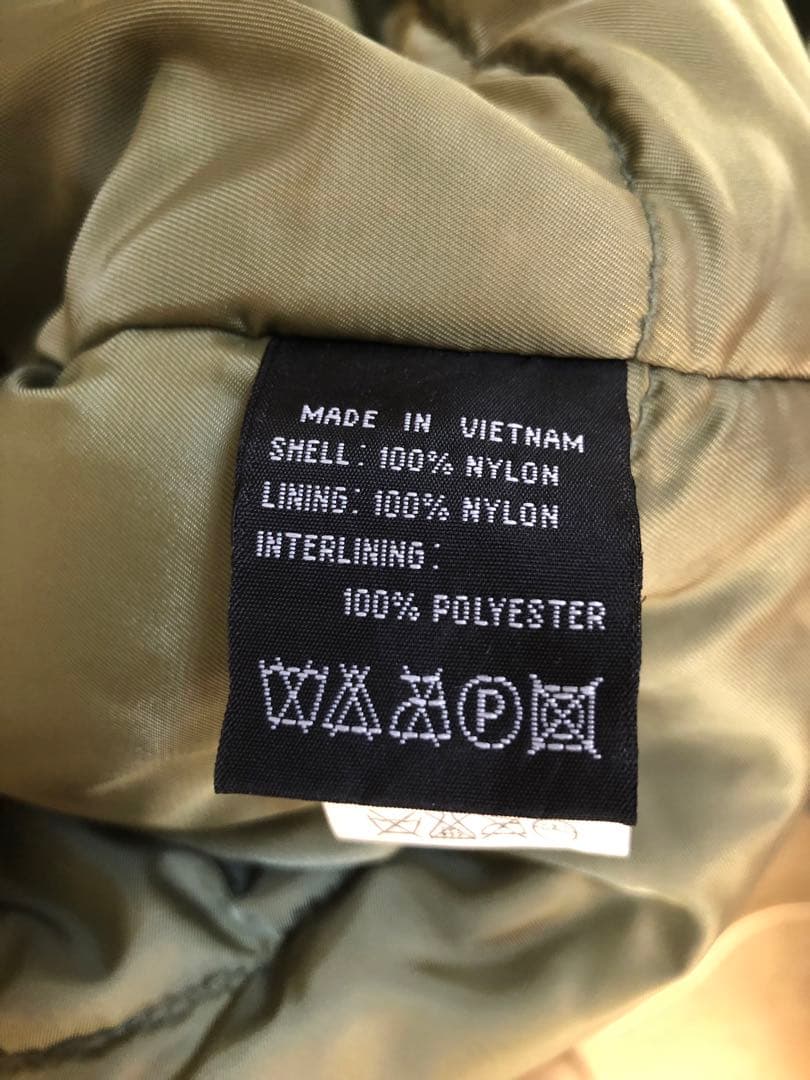 MADE IN VIETNAM
SHELL: 100% NYLON
LINING: 100% NYLON
INTERLINING:
100% POLYESTER
P